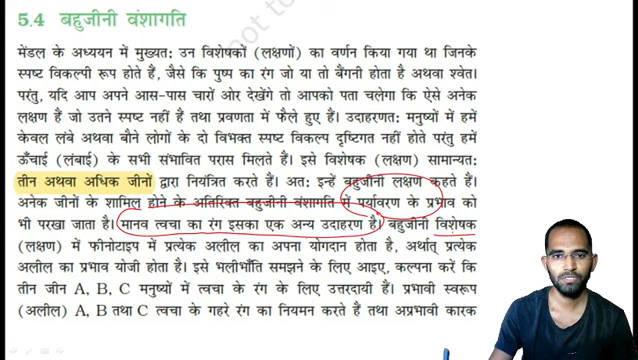 not to
5.4 बहुजीनी वंशागति
मेंडल के अध्ययन में मुख्यत: उन विशेषकों (लक्षणों) का वर्णन किया गया था जिनके
स्पष्ट विकल्पी रूप होते हैं, जैसे कि पुष्प का रंग जो या तो बैंगनी होता है अथवा श्वेत।
परंतु, यदि आप अपने आस-पास चारों ओर देखेंगे तो आपको पता चलेगा कि ऐसे अनेक
लक्षण हैं जो उतने स्पष्ट नहीं हैं तथा प्रवणता में फैले हुए हैं। उदाहरणत: मनुष्यों में हमें
केवल लंबे अथवा बौने लोगों के दो विभक्त स्पष्ट विकल्प दृष्टिगत नहीं होते परंतु हमें
ऊँचाई (लंबाई) के सभी संभावित परास मिलते हैं। इसे विशेषक (लक्षण) सामान्यत:
तीन अथवा अधिक जीनों द्वारा नियंत्रित करते हैं। अत: इन्हें बहुजीनी लक्षण कहते हैं।
अनेक जीनों के शामिल होने के अतिरिक्त बहुजीनी वंशागति में पर्यावरण के प्रभाव को
भी परखा जाता है। मानव त्वचा का रंग इसका एक अन्य उदाहरण है। बहुजीनी विशेषक
(लक्षण) में फीनोटाइप में प्रत्येक अलील का अपना योगदान होता है, अर्थात् प्रत्येक
अलील का प्रभाव योजी होता है। इसे भलीभाँति समझने के लिए आइए, कल्पना करें कि
तीन जीन A, B, C मनुष्यों में त्वचा के रंग के लिए उत्तरदायी हैं। प्रभावी स्वरूप
(अलील) A, B तथा C त्वचा के गहरे रंग का नियमन करते हैं तथा अप्रभावी कारक